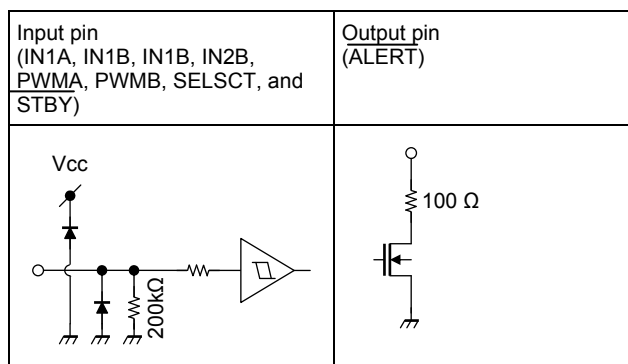 Input pin
(IN1A, IN1B, IN1B, IN2B,
PWMA, PWMB, SELSCT, and
STBY)
Output pin
(ALERT)
Vcc
200kΩ
100 Ω